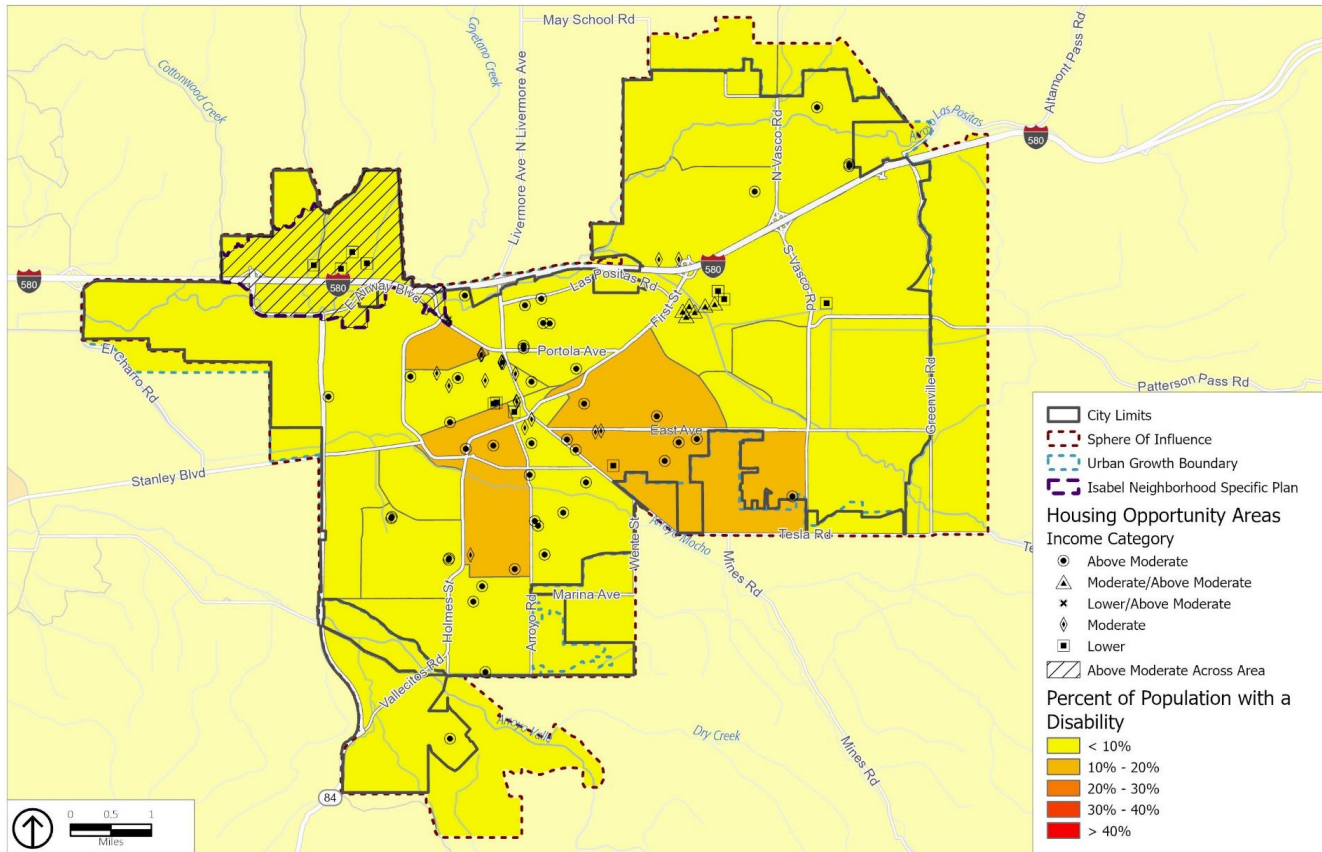 May School Rd
Cayetano Creek
Cottonwood Creek
N Livermore Ave
Livermore Ave
Altamont Pass Rd
N Vasco Rd
Arroyo Las Positas
580
580
580
580
E Airway Blvd
Las Positas Rd
First St
S Vasco Rd
Portola Ave
El Charro Rd
Greenville Rd
Patterson Pass Rd
East Ave
Stanley Blvd
Arroyo Mocho
Tesla Rd
Te
Wente St
Mines Rd
Holmes St
Arroyo Rd
Marina Ave
Vallecitos Rd
Dry Creek
Mines Rd
84
0 0.5 1
Miles
City Limits
Sphere Of Influence
Urban Growth Boundary
Isabel Neighborhood Specific Plan
Housing Opportunity Areas
Income Category
Above Moderate
Moderate/Above Moderate
Lower/Above Moderate
Moderate
Lower
Above Moderate Across Area
Percent of Population with a
Disability
< 10%
10% - 20%
20% - 30%
30% - 40%
> 40%